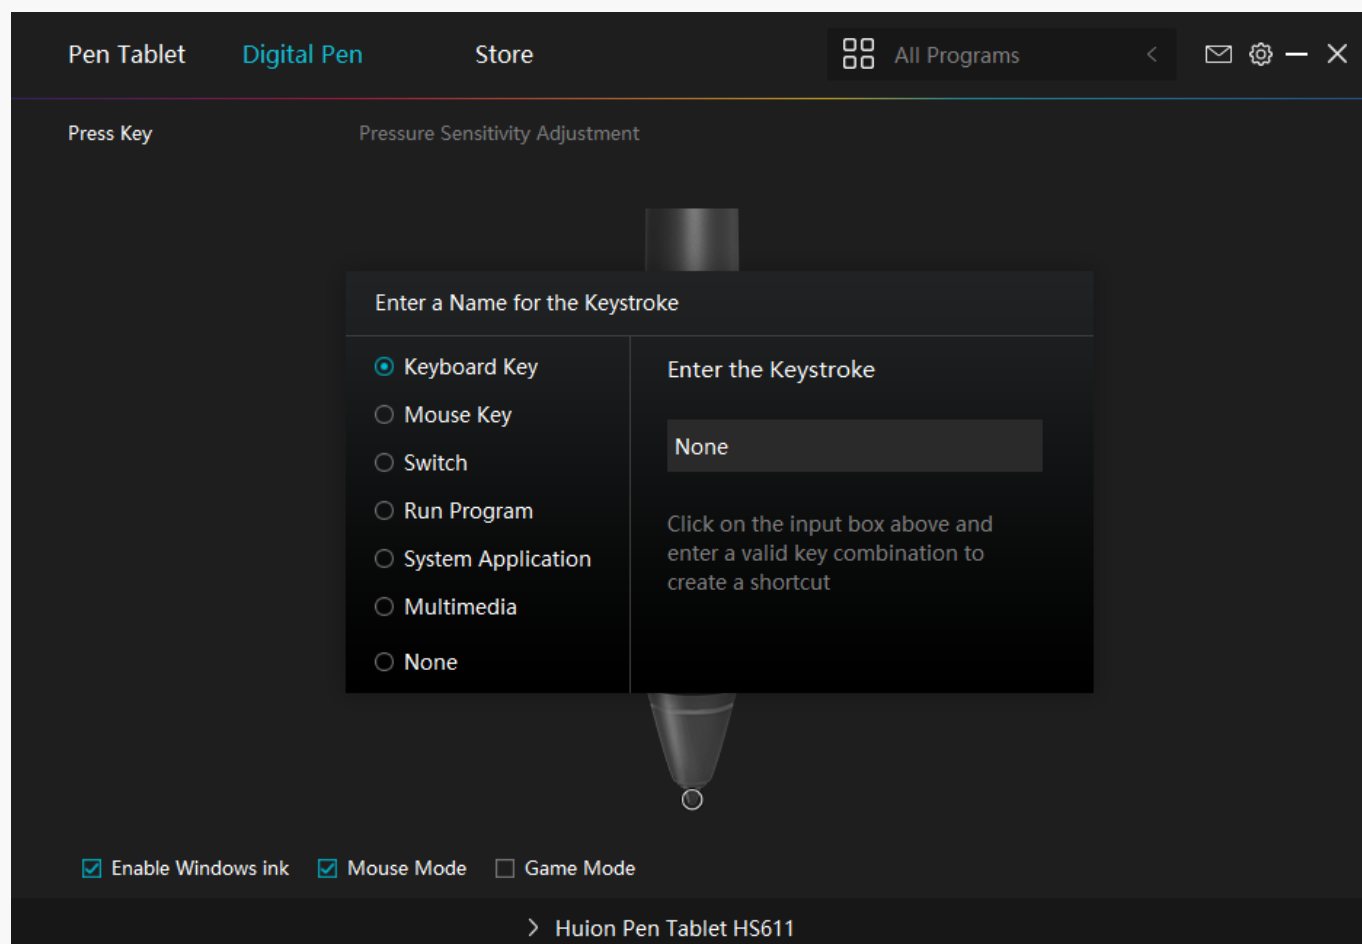 Pen Tablet Digital Pen Store All Programs
Press Key Pressure Sensitivity Adjustment
Enter a Name for the Keystroke
Keyboard Key
Mouse Key
Switch
Run Program
System Application
Multimedia
None
Enter the Keystroke
None
Click on the input box above and
enter a valid key combination to
create a shortcut
Enable Windows ink Mouse Mode Game Mode
Huion Pen Tablet HS611